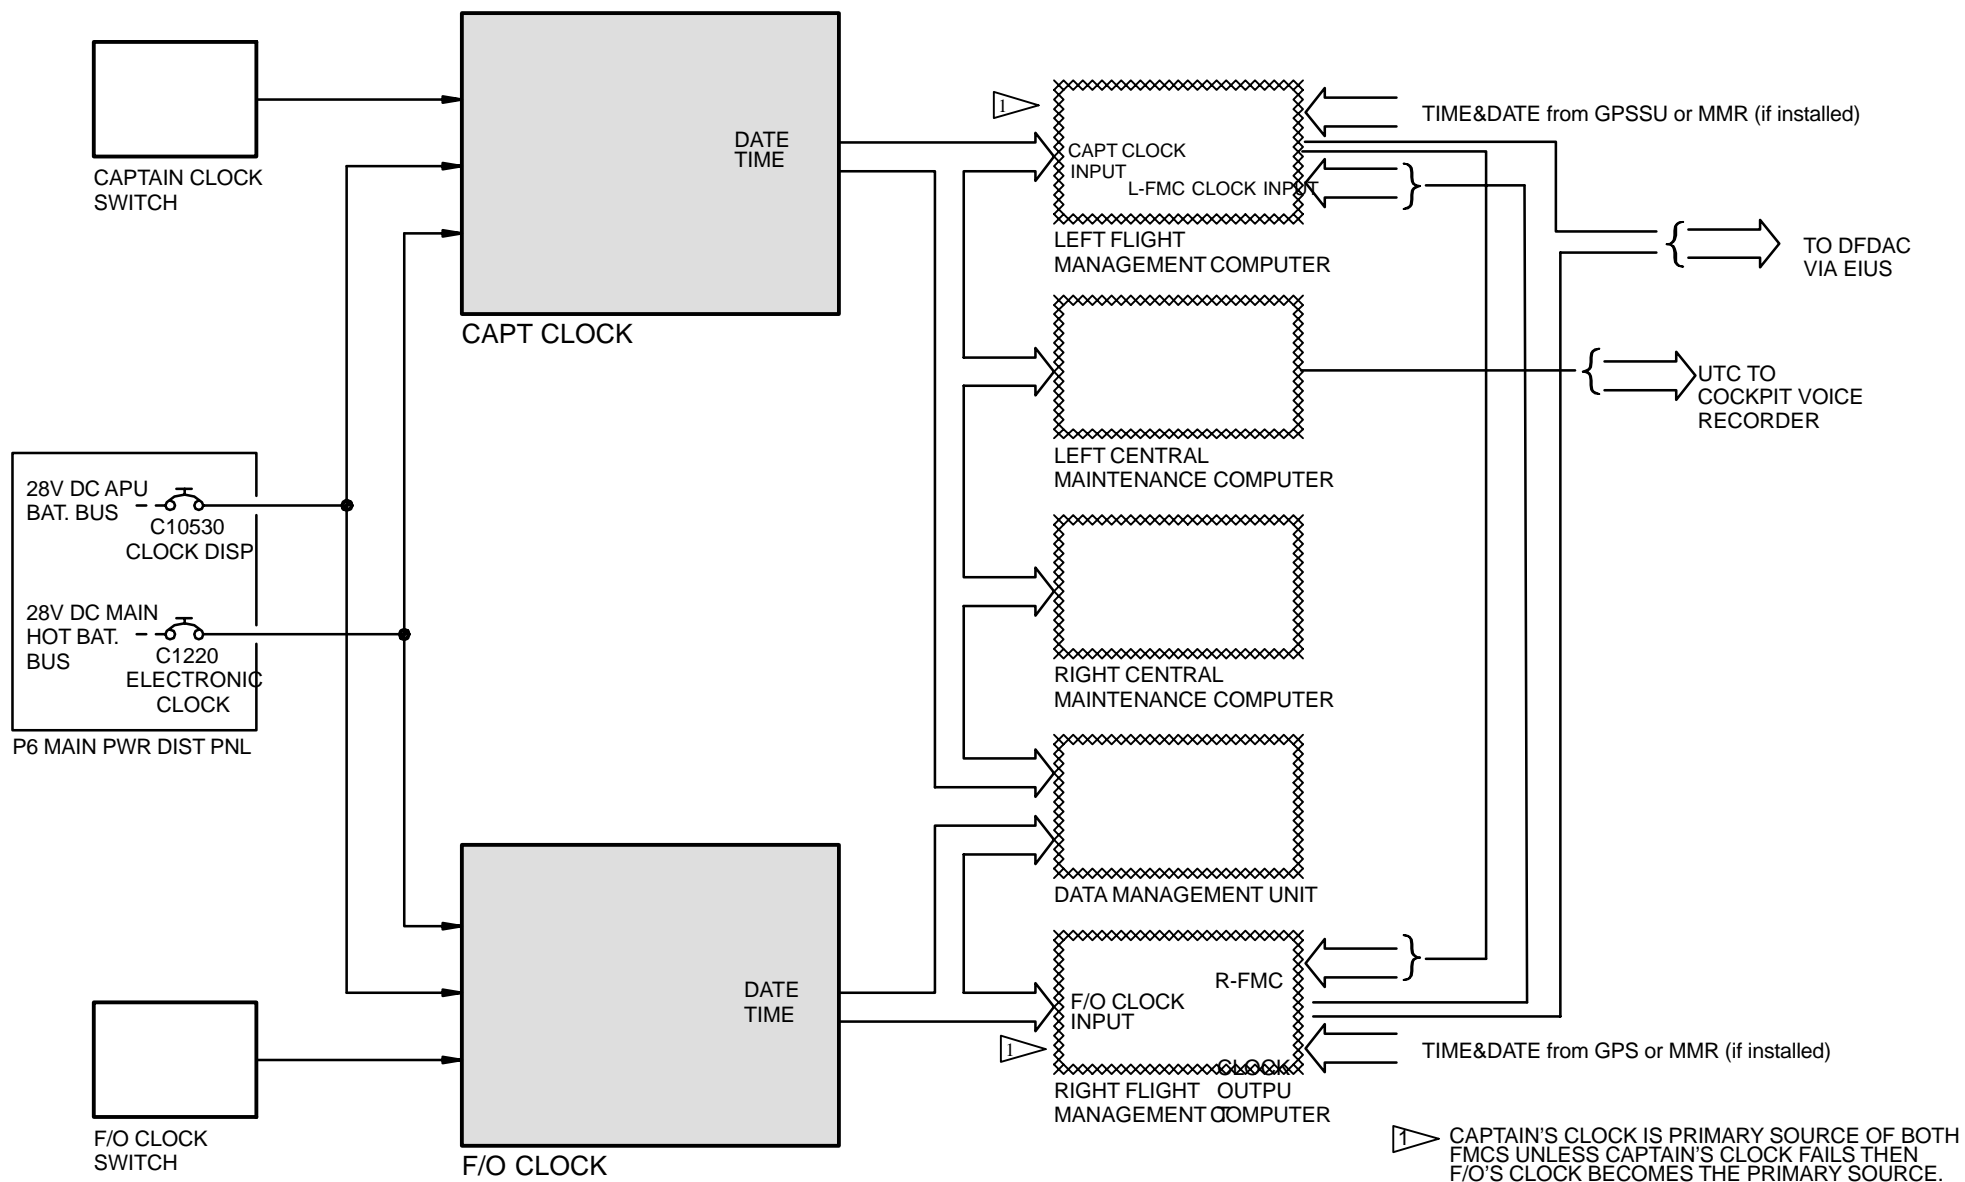 CAPTAIN CLOCK
SWITCH
DATE
TIME
CAPT CLOCK
1
CAPT CLOCK
INPUT
L-FMC CLOCK INPUT
LEFT FLIGHT
MANAGEMENT COMPUTER
TIME&DATE from GPSSU or MMR (if installed)
TO DFDAC
VIA EIUS
LEFT CENTRAL
MAINTENANCE COMPUTER
UTC TO
COCKPIT VOICE
RECORDER
28V DC APU
BAT. BUS
C10530
CLOCK DISP
28V DC MAIN
HOT BAT.
BUS
C1220
ELECTRONIC
CLOCK
P6 MAIN PWR DIST PNL
RIGHT CENTRAL
MAINTENANCE COMPUTER
DATA MANAGEMENT UNIT
DATE
TIME
F/O CLOCK
F/O CLOCK
SWITCH
R-FMC
F/O CLOCK
INPUT
1
CLOCK
OUTPU
T
RIGHT FLIGHT
MANAGEMENT COMPUTER
TIME&DATE from GPS or MMR (if installed)
1
CAPTAIN'S CLOCK IS PRIMARY SOURCE OF BOTH
FMCS UNLESS CAPTAIN'S CLOCK FAILS THEN
F/O'S CLOCK BECOMES THE PRIMARY SOURCE.